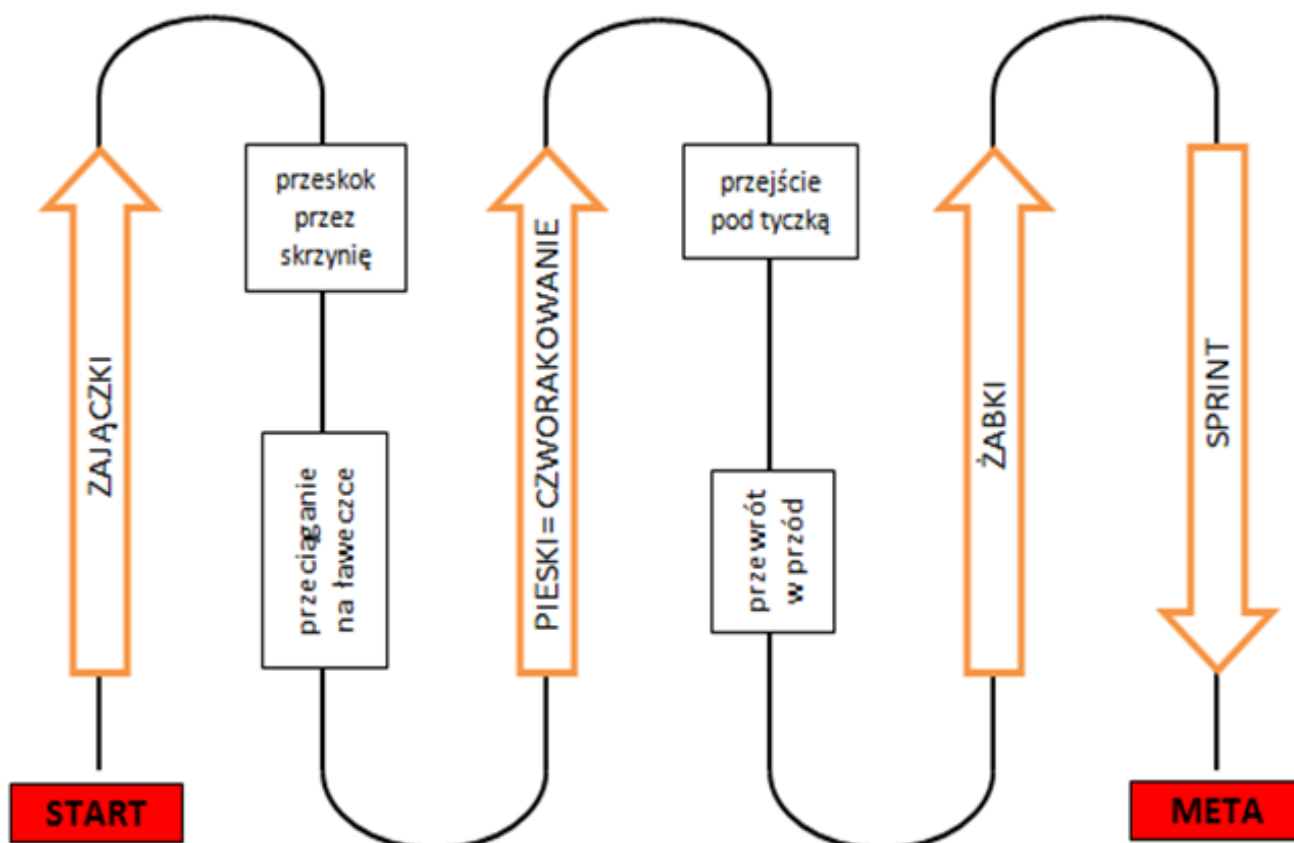 START
ZAJĄCZKI
przeskok
przez
skrzynię
przeciąganie
na ławeczce
PIESKI = CZWORAKOWANIE
przejście
pod tyczką
przewrót
w przód
ŻABKI
SPRINT
META